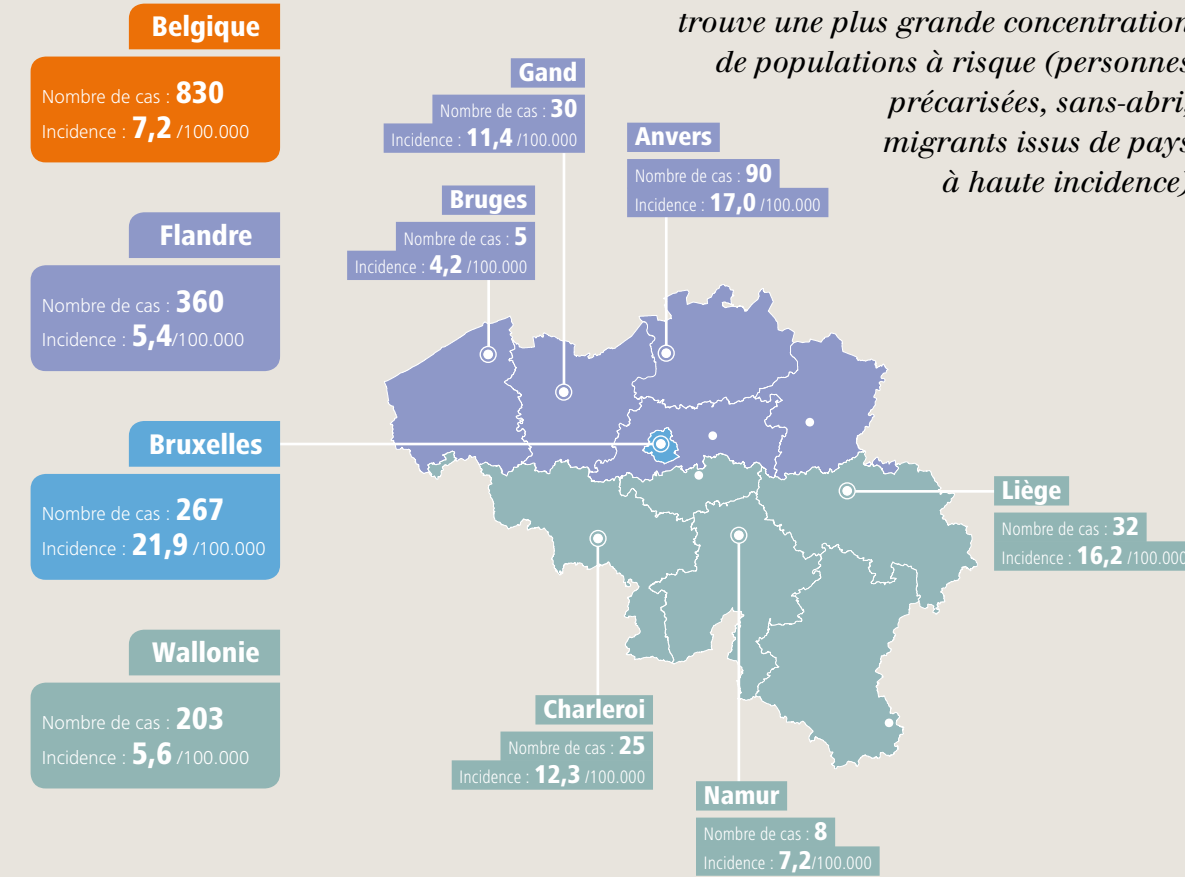 trouve une plus grande concentration
de populations à risque (personnes
précarisées, sans-abri,
migrants issus de pays
à haute incidence)
Belgique
Nombre de cas : 830
Incidence : 7,2 /100.000
Flandre
Nombre de cas : 360
Incidence : 5,4/100.000
Bruxelles
Nombre de cas : 267
Incidence : 21,9 /100.000
Wallonie
Nombre de cas : 203
Incidence : 5,6 /100.000
Gand
Nombre de cas : 30
Incidence : 11,4 /100.000
Anvers
Nombre de cas : 90
Incidence : 17,0 /100.000
Bruges
Nombre de cas : 5
Incidence : 4,2 /100.000
Liège
Nombre de cas : 32
Incidence : 16,2 /100.000
Charleroi
Nombre de cas : 25
Incidence : 12,3 /100.000
Namur
Nombre de cas : 8
Incidence : 7,2/100.000